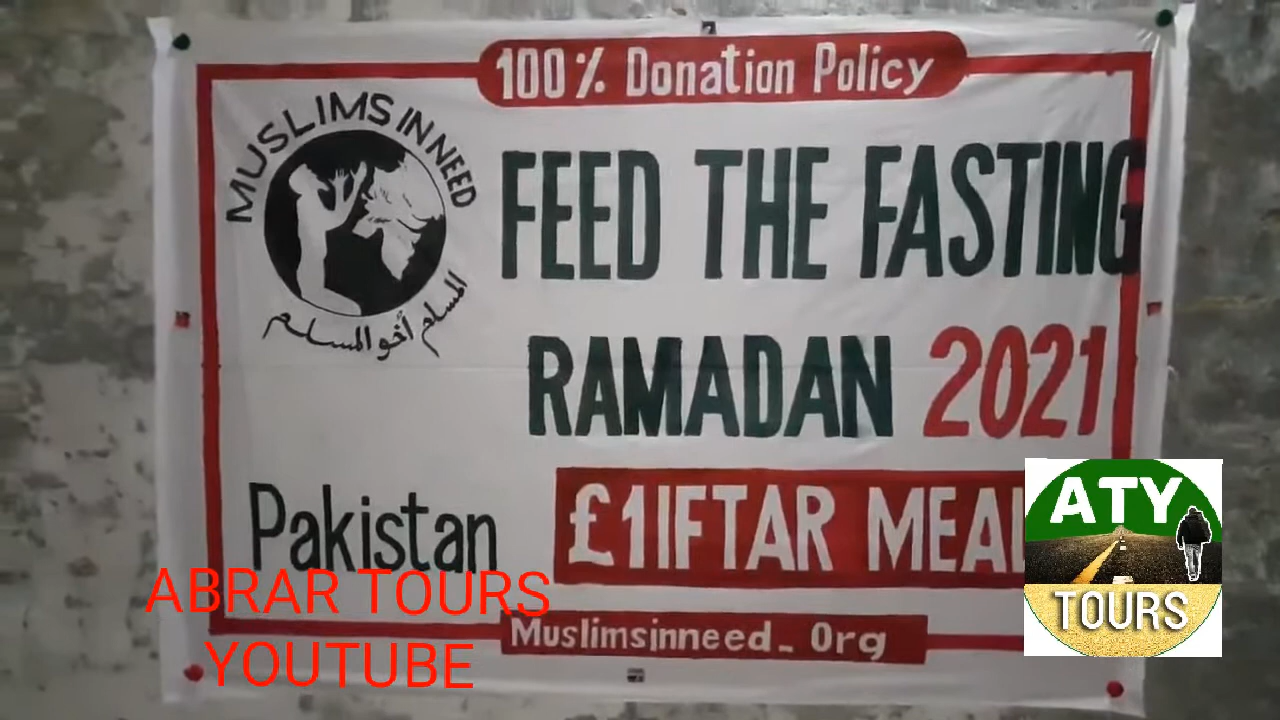 100% Donation Policy
MUSLIMS IN NEED
المسلم أخو المسلم
FEED THE FASTING
RAMADAN 2021
Pakistan
£1 IFTAR MEAL
Muslimsinneed_Org
ABRAR TOURS
YOUTUBE
ATY
TOURS